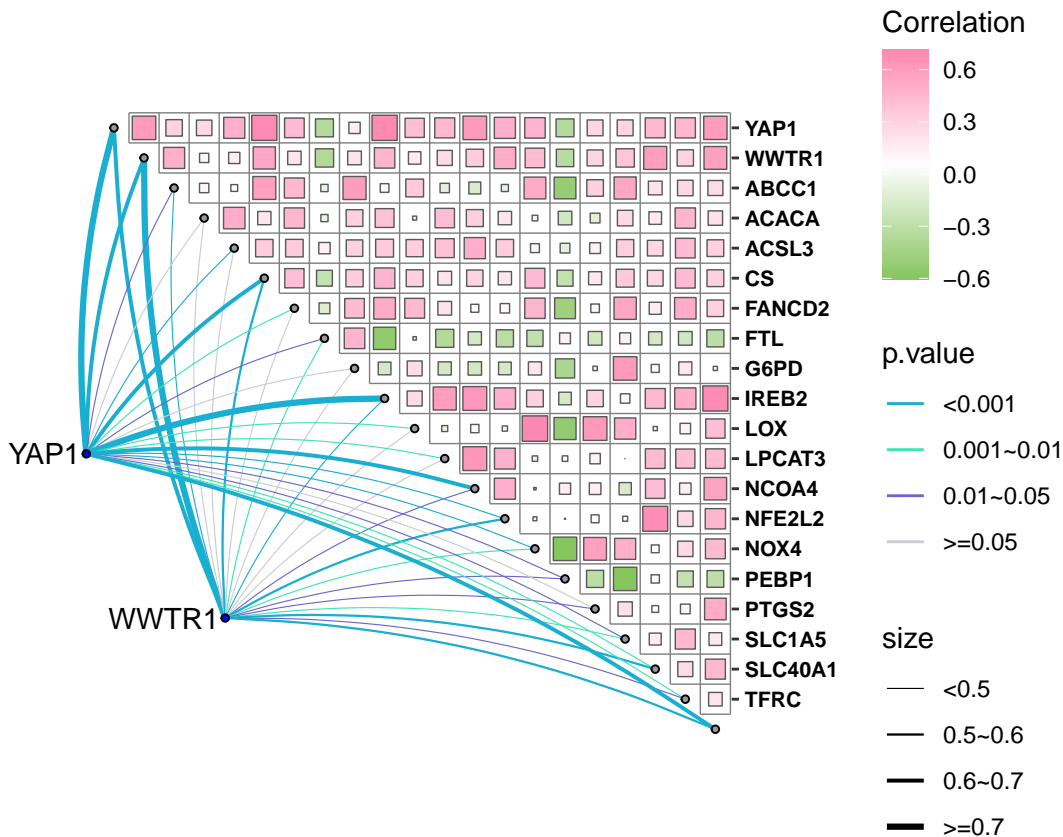 Correlation
0.6
0.3
0.0
−0.3
−0.6
YAP1
WWTR1
ABCC1
ACACA
ACSL3
CS
FANCD2
FTL
G6PD
IREB2
LOX
LPCAT3
NCOA4
NFE2L2
NOX4
PEBP1
PTGS2
SLC1A5
SLC40A1
TFRC
YAP1
WWTR1
p.value
<0.001
0.001~0.01
0.01~0.05
>=0.05
size
<0.5
0.5~0.6
0.6~0.7
>=0.7